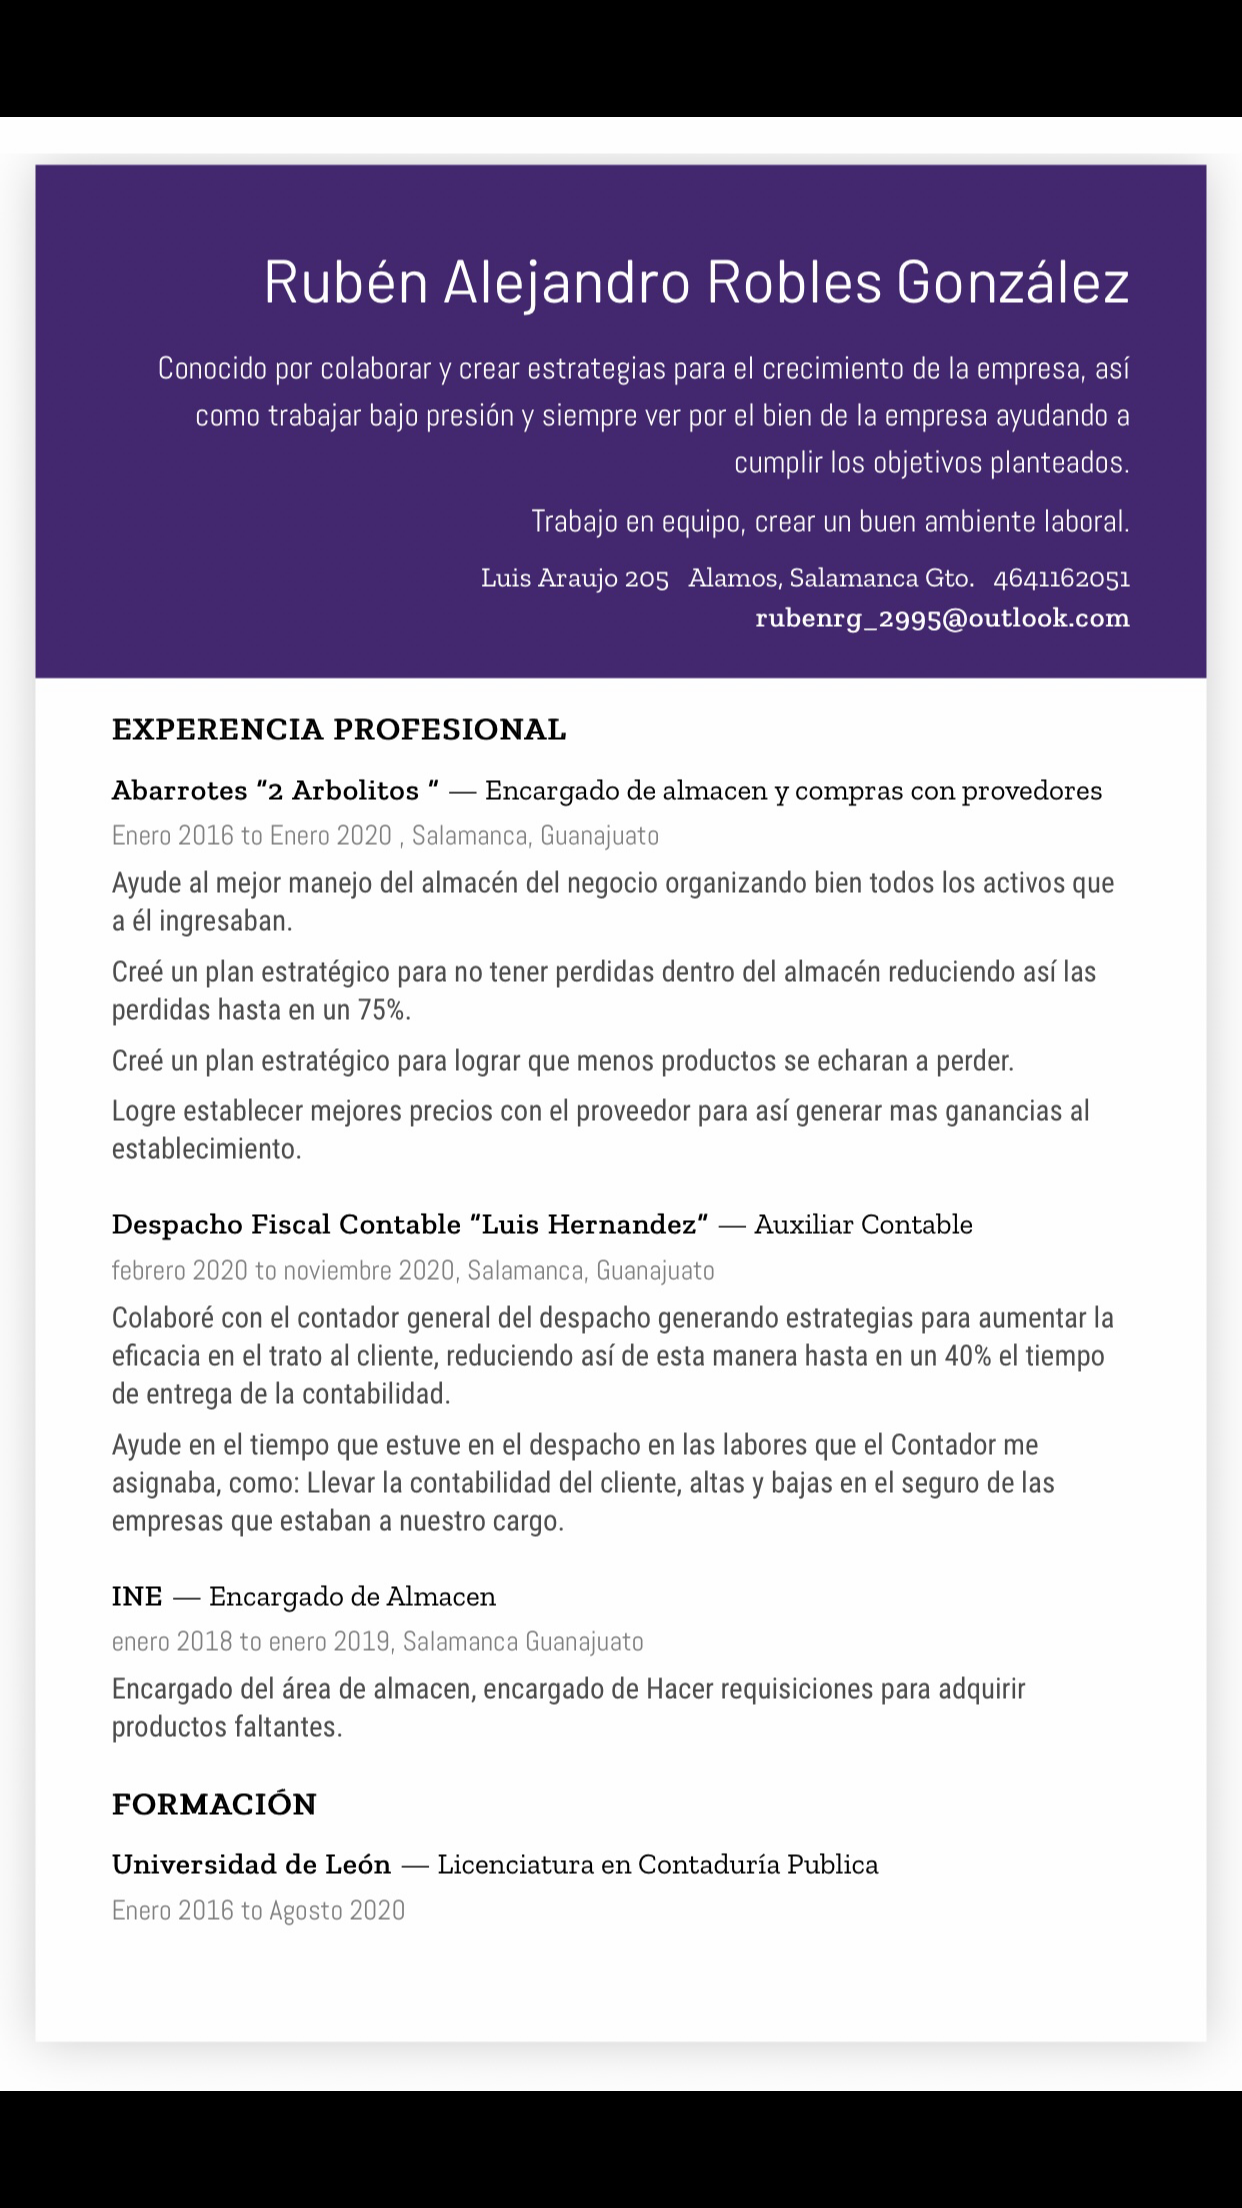 Rubén Alejandro Robles González
Conocido por colaborar y crear estrategias para el crecimiento de la empresa, así
como trabajar bajo presión y siempre ver por el bien de la empresa ayudando a
cumplir los objetivos planteados.
Trabajo en equipo, crear un buen ambiente laboral.
Luis Araujo 205   Alamos, Salamanca Gto.   4641162051
rubenrg_2995@outlook.com
EXPERENCIA PROFESIONAL
Abarrotes "2 Arbolitos " — Encargado de almacen y compras con provedores
Enero 2016 to Enero 2020 , Salamanca, Guanajuato
Ayude al mejor manejo del almacén del negocio organizando bien todos los activos que
a él ingresaban.
Creé un plan estratégico para no tener perdidas dentro del almacén reduciendo así las
perdidas hasta en un 75%.
Creé un plan estratégico para lograr que menos productos se echaran a perder.
Logre establecer mejores precios con el proveedor para así generar mas ganancias al
establecimiento.
Despacho Fiscal Contable "Luis Hernandez" — Auxiliar Contable
febrero 2020 to noviembre 2020, Salamanca, Guanajuato
Colaboré con el contador general del despacho generando estrategias para aumentar la
eficacia en el trato al cliente, reduciendo así de esta manera hasta en un 40% el tiempo
de entrega de la contabilidad.
Ayude en el tiempo que estuve en el despacho en las labores que el Contador me
asignaba, como: Llevar la contabilidad del cliente, altas y bajas en el seguro de las
empresas que estaban a nuestro cargo.
INE — Encargado de Almacen
enero 2018 to enero 2019, Salamanca Guanajuato
Encargado del área de almacen, encargado de Hacer requisiciones para adquirir
productos faltantes.
FORMACIÓN
Universidad de León — Licenciatura en Contaduría Publica
Enero 2016 to Agosto 2020